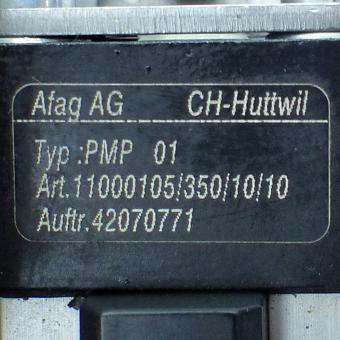 Afag AG CH-Huttwil
Typ :PMP 01
Art.11000105/350/10/10
Auftr.42070771